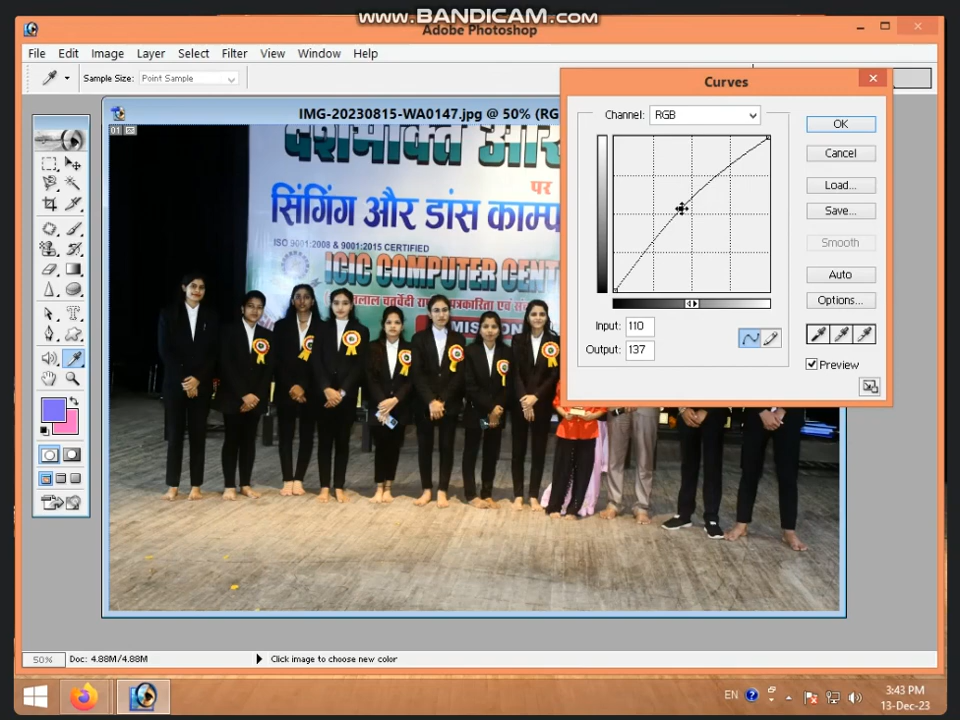 www.BANDICAM.com
Adobe Photoshop
File Edit Image Layer Select Filter View Window Help
Sample Size: Point Sample
Curves
IMG-20230815-WA0147.jpg @ 50% (RG
01
Channel: RGB
OK
Cancel
Load...
Save...
Smooth
Auto
Options...
Input: 110
Output: 137
Preview
पर
सिंगिंग और डांस काम्प
ISO 9001:2008 & 9001:2015 CERTIFIED
ICIC COMPUTER CENT
50% Doc: 4.88M/4.88M Click image to choose new color
EN
3:43 PM
13-Dec-23